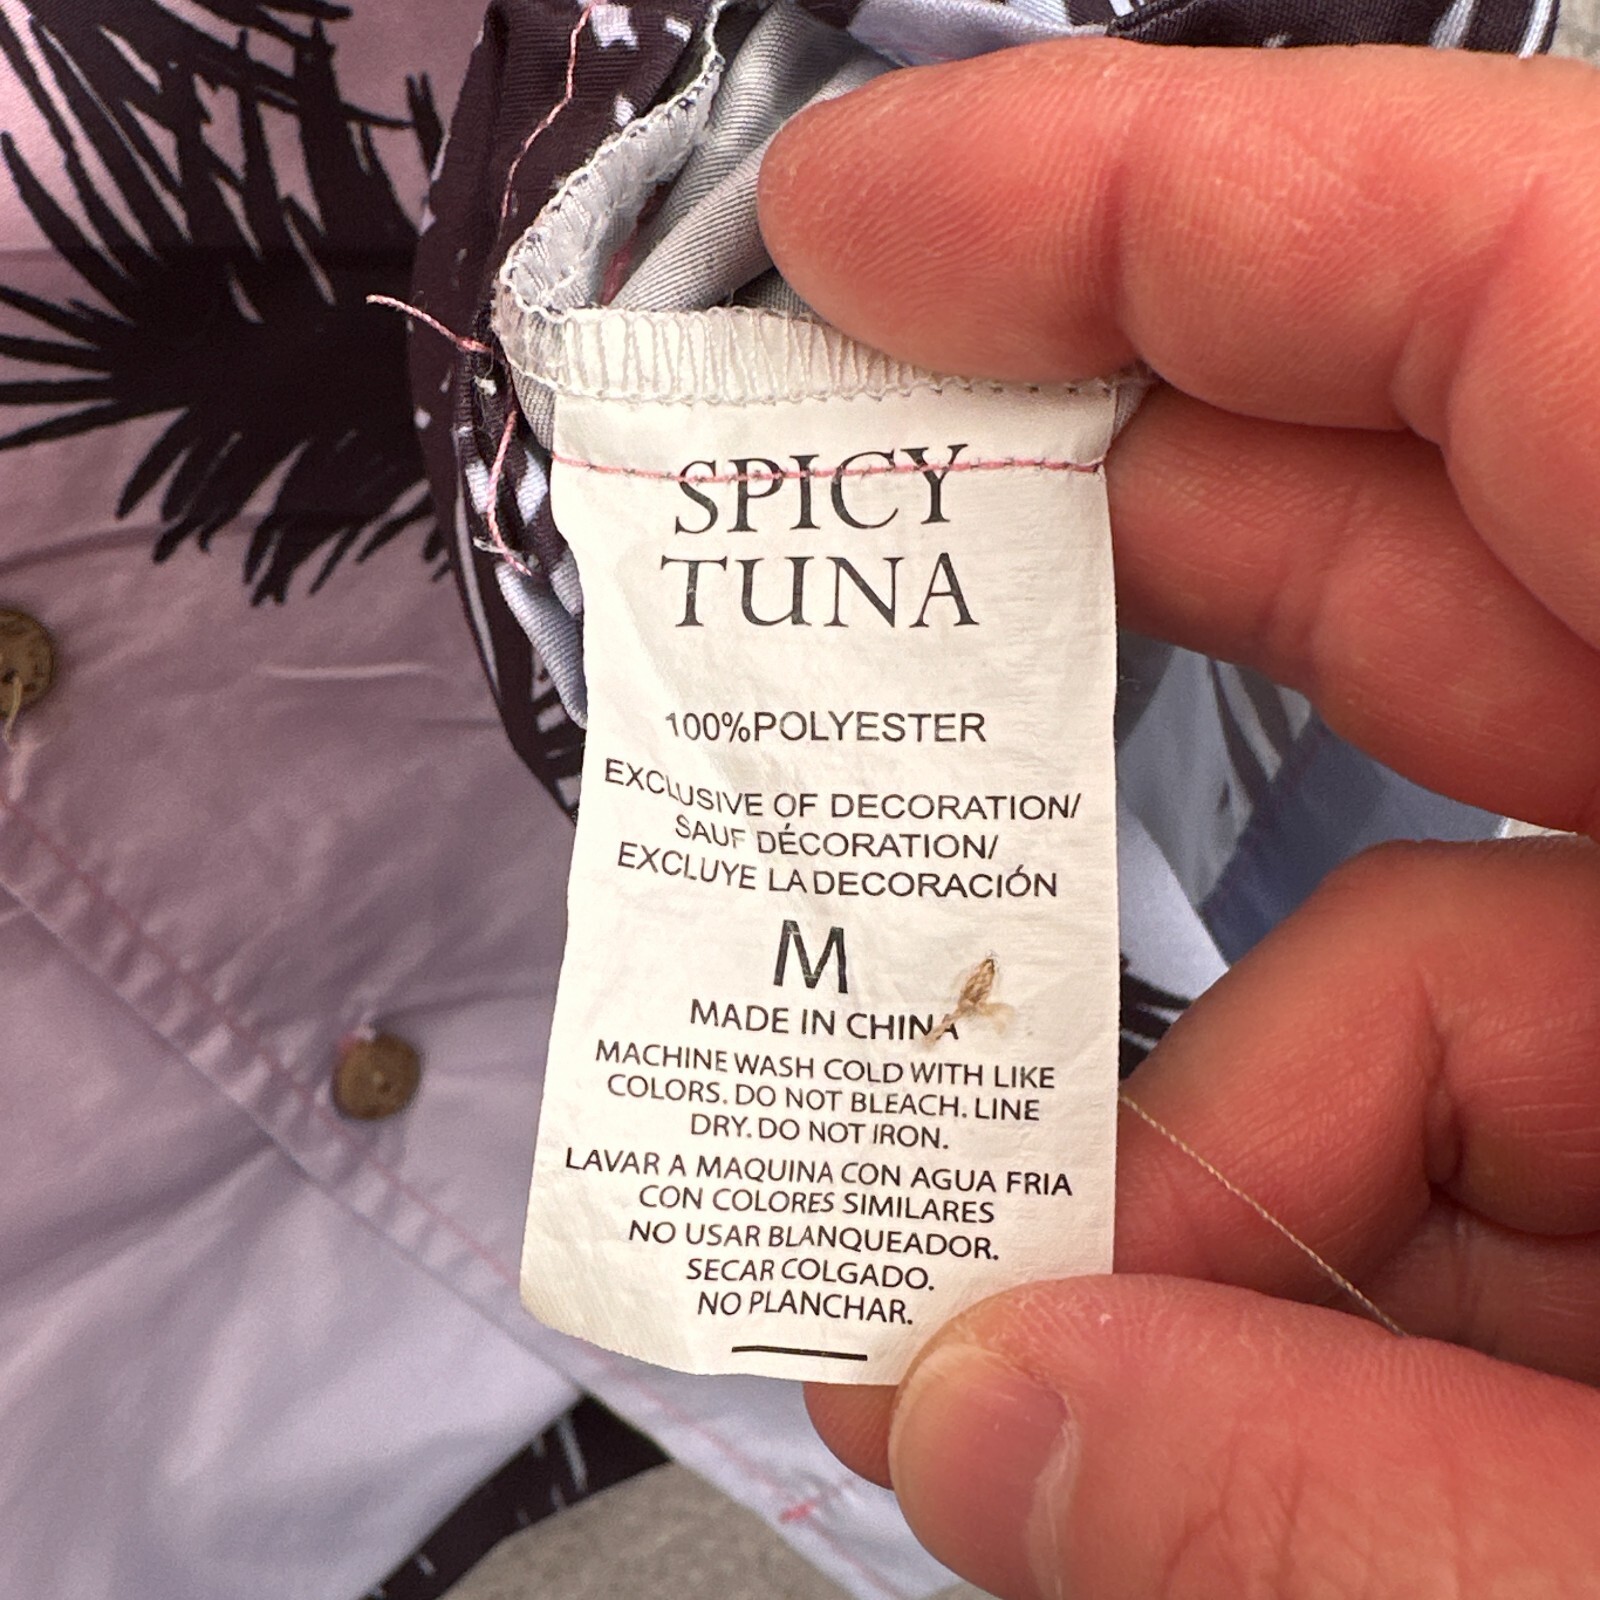 SPICY
TUNA
100%POLYESTER
EXCLUSIVE OF DECORATION/
SAUF DÉCORATION/
EXCLUYE LA DECORACIÓN
M
MADE IN CHINA
MACHINE WASH COLD WITH LIKE
COLORS. DO NOT BLEACH. LINE
DRY. DO NOT IRON.
LAVAR A MAQUINA CON AGUA FRIA
CON COLORES SIMILARES
NO USAR BLANQUEADOR.
SECAR COLGADO.
NO PLANCHAR.